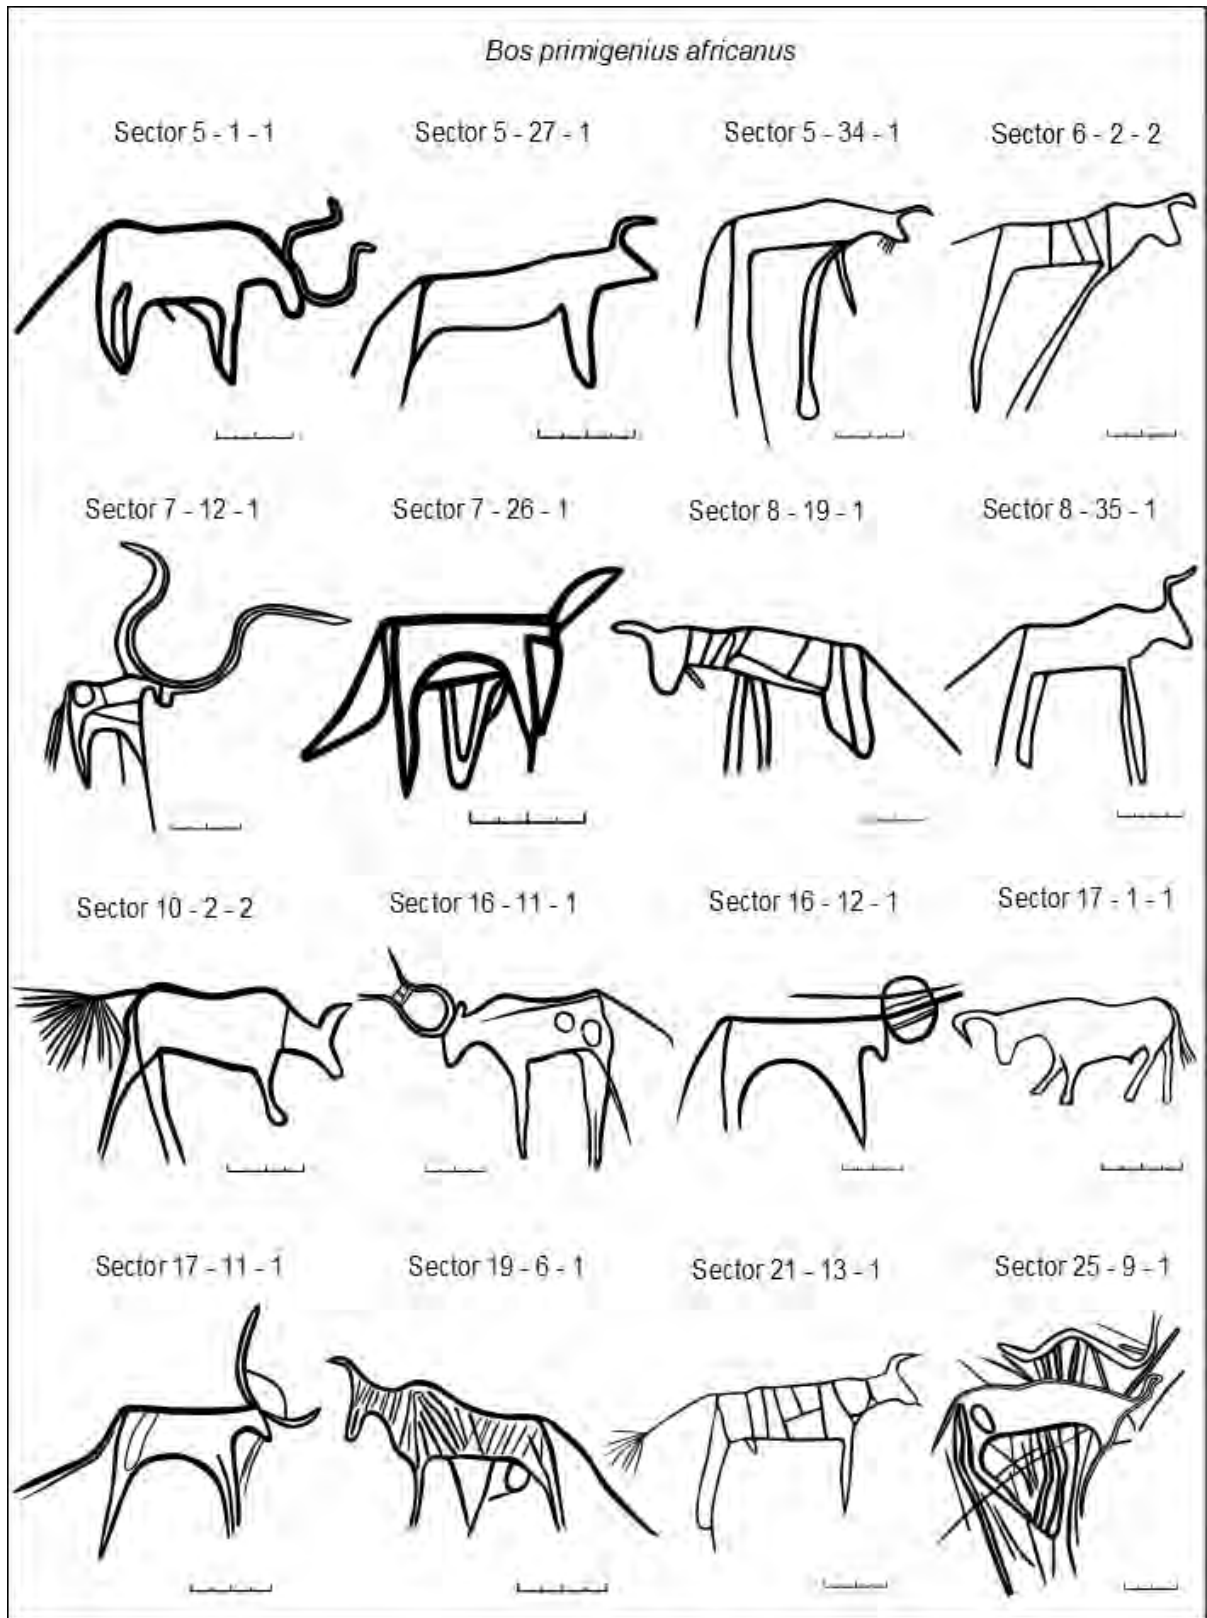 Bos primigenius africanus
Sector 5 - 1 - 1
Sector 5 - 27 - 1
Sector 5 - 34 - 1
Sector 6 - 2 - 2
Sector 7 - 12 - 1
Sector 7 - 26 - 1
Sector 8 - 19 - 1
Sector 8 - 35 - 1
Sector 10 - 2 - 2
Sector 16 - 11 - 1
Sector 16 - 12 - 1
Sector 17 - 1 - 1
Sector 17 - 11 - 1
Sector 19 - 6 - 1
Sector 21 - 13 - 1
Sector 25 - 9 - 1